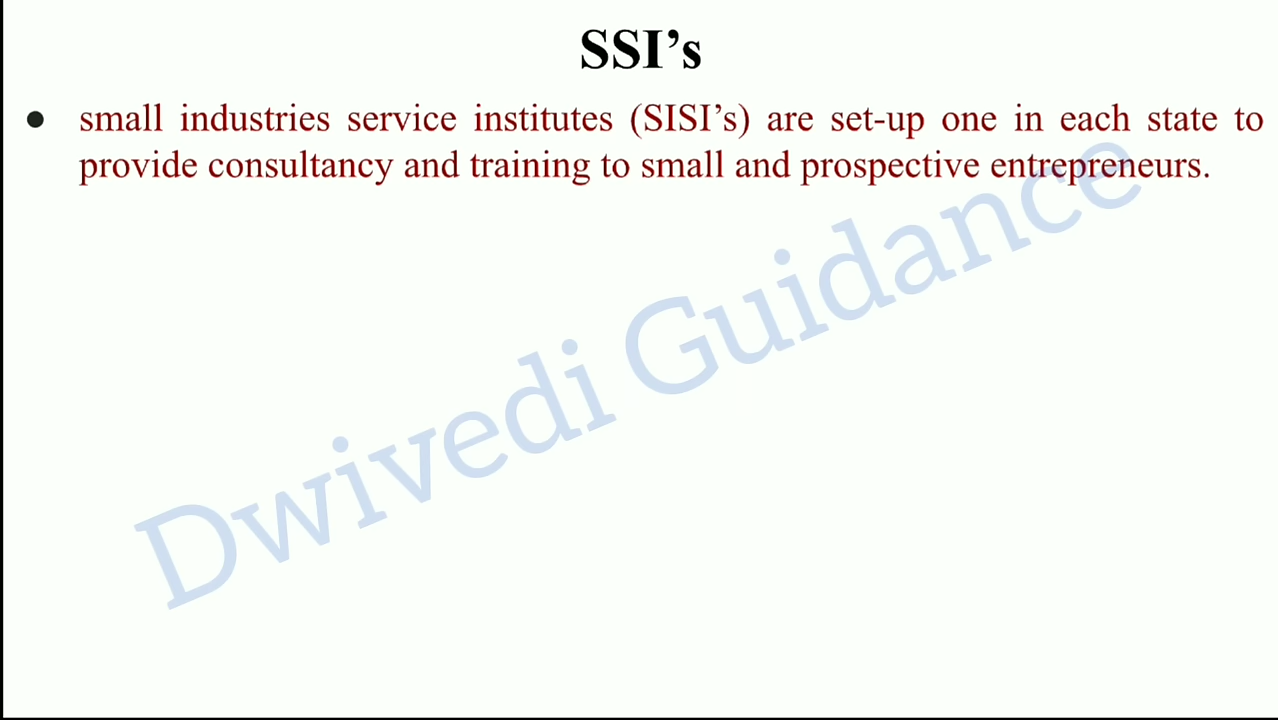 SSI’s
● small industries service institutes (SISI’s) are set-up one in each state to
provide consultancy and training to small and prospective entrepreneurs.
Dwivedi Guidance